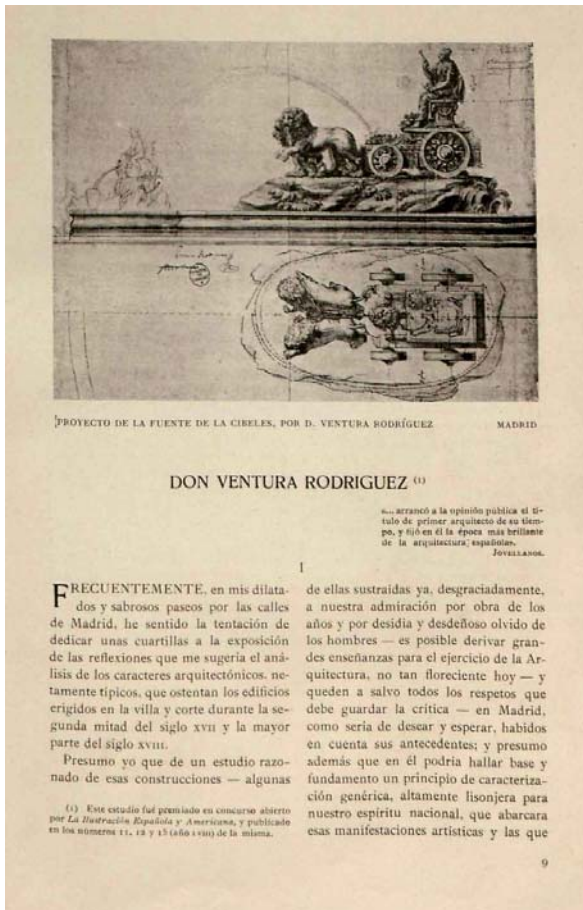 PROYECTO DE LA FUENTE DE LA CIBELES, POR D. VENTURA RODRÍGUEZ
MADRID
DON VENTURA RODRIGUEZ (1)
«... arrancó a la opinión pública el tí-
tulo de primer arquitecto de su tiem-
po, y fijó en él la época más brillante
de la arquitectura española».
JOVELLANOS.
I
FRECUENTEMENTE, en mis dilata-
dos y sabrosos paseos por las calles
de Madrid, he sentido la tentación de
dedicar unas cuartillas a la exposición
de las reflexiones que me sugería el aná-
lisis de los caracteres arquitectónicos, ne-
tamente típicos, que ostentan los edificios
erigidos en la villa y corte durante la se-
gunda mitad del siglo XVII y la mayor
parte del siglo XVIII.
Presumo yo que de un estudio razo-
nado de esas construcciones — algunas
(1) Este estudio fué premiado en concurso abierto
por La Ilustración Española y Americana, y publicado
en los números 11, 12 y 13 (año de la misma.
de ellas sustraídas ya, desgraciadamente,
a nuestra admiración por obra de los
años y por desidia y desdeñoso olvido de
los hombres — es posible derivar gran-
des enseñanzas para el ejercicio de la Ar-
quitectura, no tan floreciente hoy — y
queden a salvo todos los respetos que
debe guardar la crítica — en Madrid,
como sería de desear y esperar, habidos
en cuenta sus antecedentes; y presumo
además que en él podría hallar base y
fundamento un principio de caracteriza-
ción genérica, altamente lisonjera para
nuestro espíritu nacional, que abarcara
esas manifestaciones artísticas y las que
9